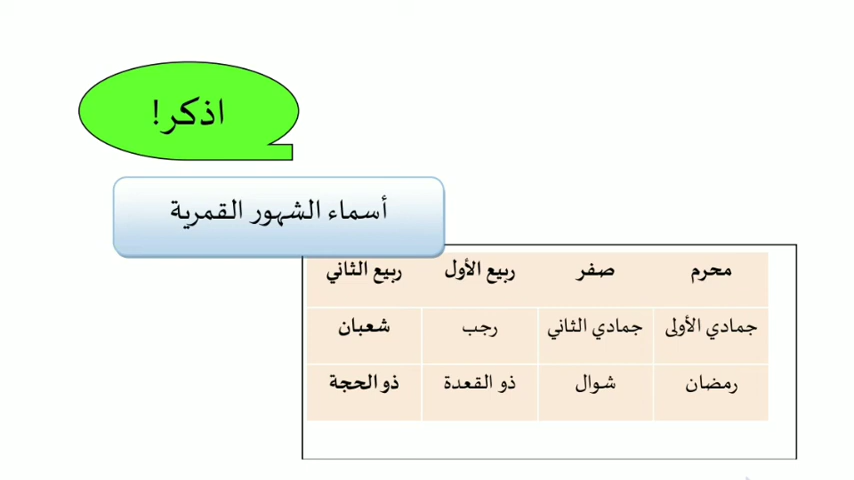 اذكر!
أسماء الشهور القمرية
محرم صفر ربيع الأول ربيع الثاني
جمادي الأولى جمادي الثاني رجب شعبان
رمضان شوال ذو القعدة ذو الحجة